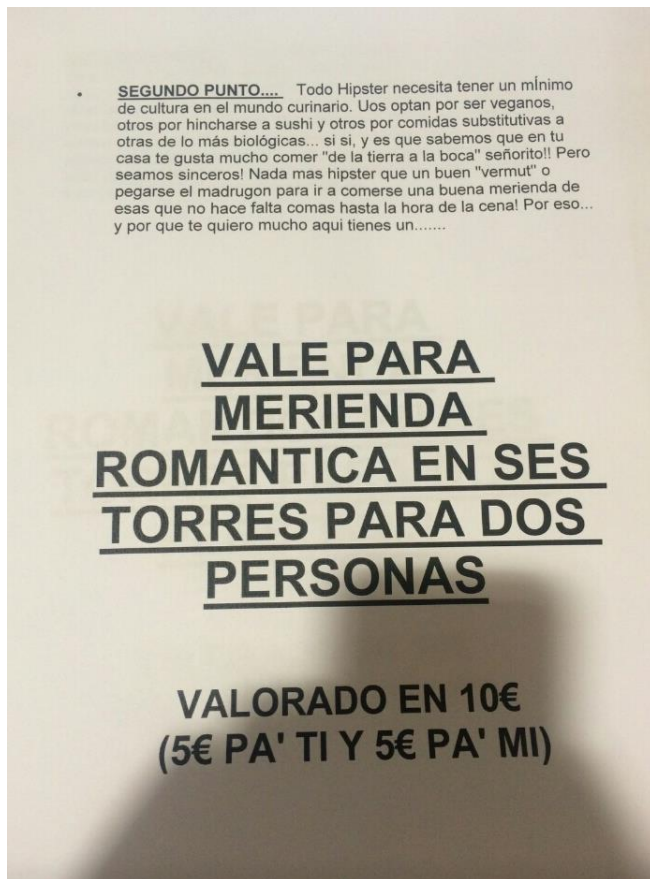 • SEGUNDO PUNTO.... Todo Hipster necesita tener un mÍnimo
de cultura en el mundo curinario. Uos optan por ser veganos,
otros por hincharse a sushi y otros por comidas substitutivas a
otras de lo más biológicas... si si, y es que sabemos que en tu
casa te gusta mucho comer "de la tierra a la boca" señorito!! Pero
seamos sinceros! Nada mas hipster que un buen "vermut" o
pegarse el madrugon para ir a comerse una buena merienda de
esas que no hace falta comas hasta la hora de la cena! Por eso...
y por que te quiero mucho aqui tienes un.......
VALE PARA
MERIENDA
ROMANTICA EN SES
TORRES PARA DOS
PERSONAS
VALORADO EN 10€
(5€ PA' TI Y 5€ PA' MI)